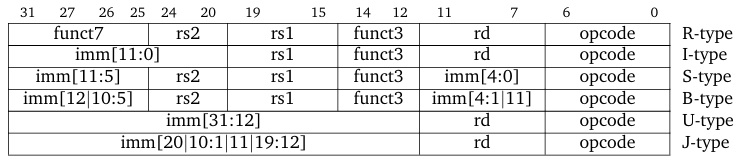 31 27 26 25 24 20 19 15 14 12 11 7 6 0
funct7 rs2 rs1 funct3 rd opcode R-type
imm[11:0] rs1 funct3 rd opcode I-type
imm[11:5] rs2 rs1 funct3 imm[4:0] opcode S-type
imm[12|10:5] rs2 rs1 funct3 imm[4:1|11] opcode B-type
imm[31:12] rd opcode U-type
imm[20|10:1|11|19:12] rd opcode J-type